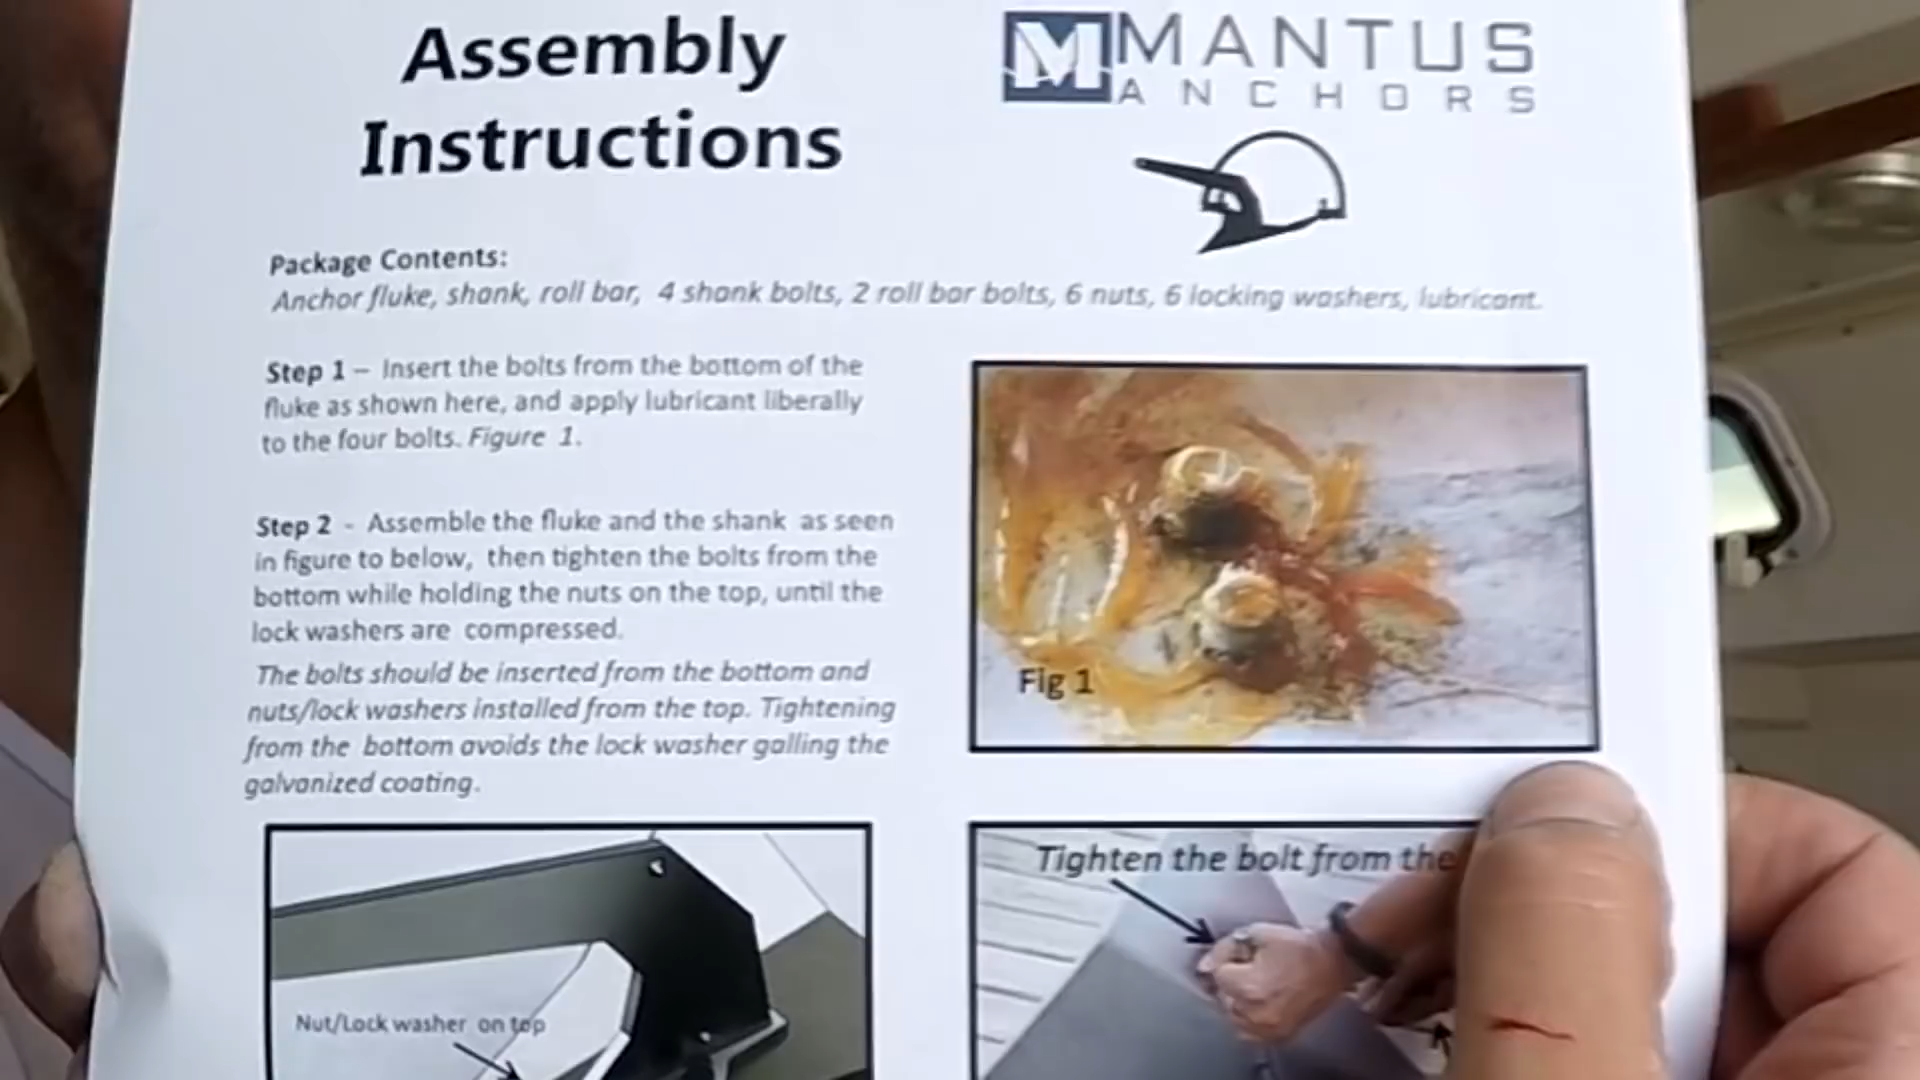 Assembly
Instructions
M MANTUS
ANCHORS
Package Contents:
Anchor fluke, shank, roll bar, 4 shank bolts, 2 roll bar bolts, 6 nuts, 6 locking washers, lubricant.
Step 1 – Insert the bolts from the bottom of the
fluke as shown here, and apply lubricant liberally
to the four bolts. Figure 1.
Step 2 - Assemble the fluke and the shank as seen
in figure to below, then tighten the bolts from the
bottom while holding the nuts on the top, until the
lock washers are compressed.
The bolts should be inserted from the bottom and
nuts/lock washers installed from the top. Tightening
from the bottom avoids the lock washer galling the
galvanized coating.
Fig 1
Nut/Lock washer on top
Tighten the bolt from the